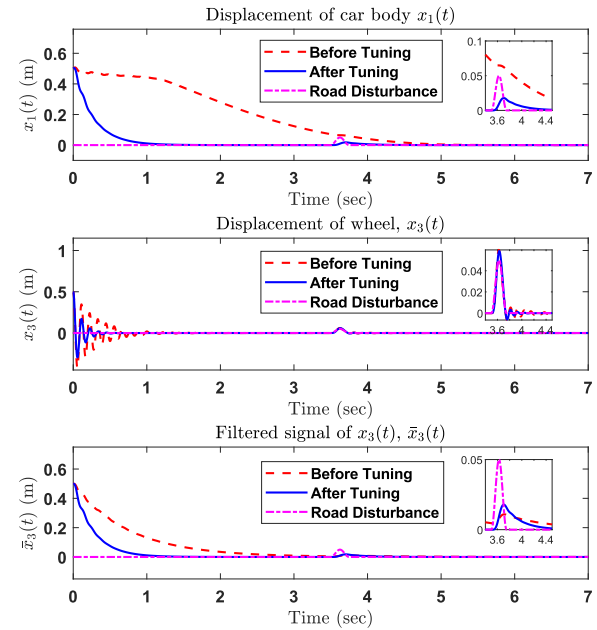 Displacement of car body x₁(t)
x₁(t) (m)
0.6
0.4
0.2
0
Before Tuning
After Tuning
Road Disturbance
0.1
0.05
0
3.6 4 4.4
0 1 2 3 4 5 6 7
Time (sec)
Displacement of wheel, x₃(t)
x₃(t) (m)
1
0.5
0
Before Tuning
After Tuning
Road Disturbance
0.04
0.02
0
3.6 4 4.4
0 1 2 3 4 5 6 7
Time (sec)
Filtered signal of x₃(t), x̄₃(t)
x̄₃(t) (m)
0.6
0.4
0.2
0
Before Tuning
After Tuning
Road Disturbance
0.05
0
3.6 4 4.4
0 1 2 3 4 5 6 7
Time (sec)